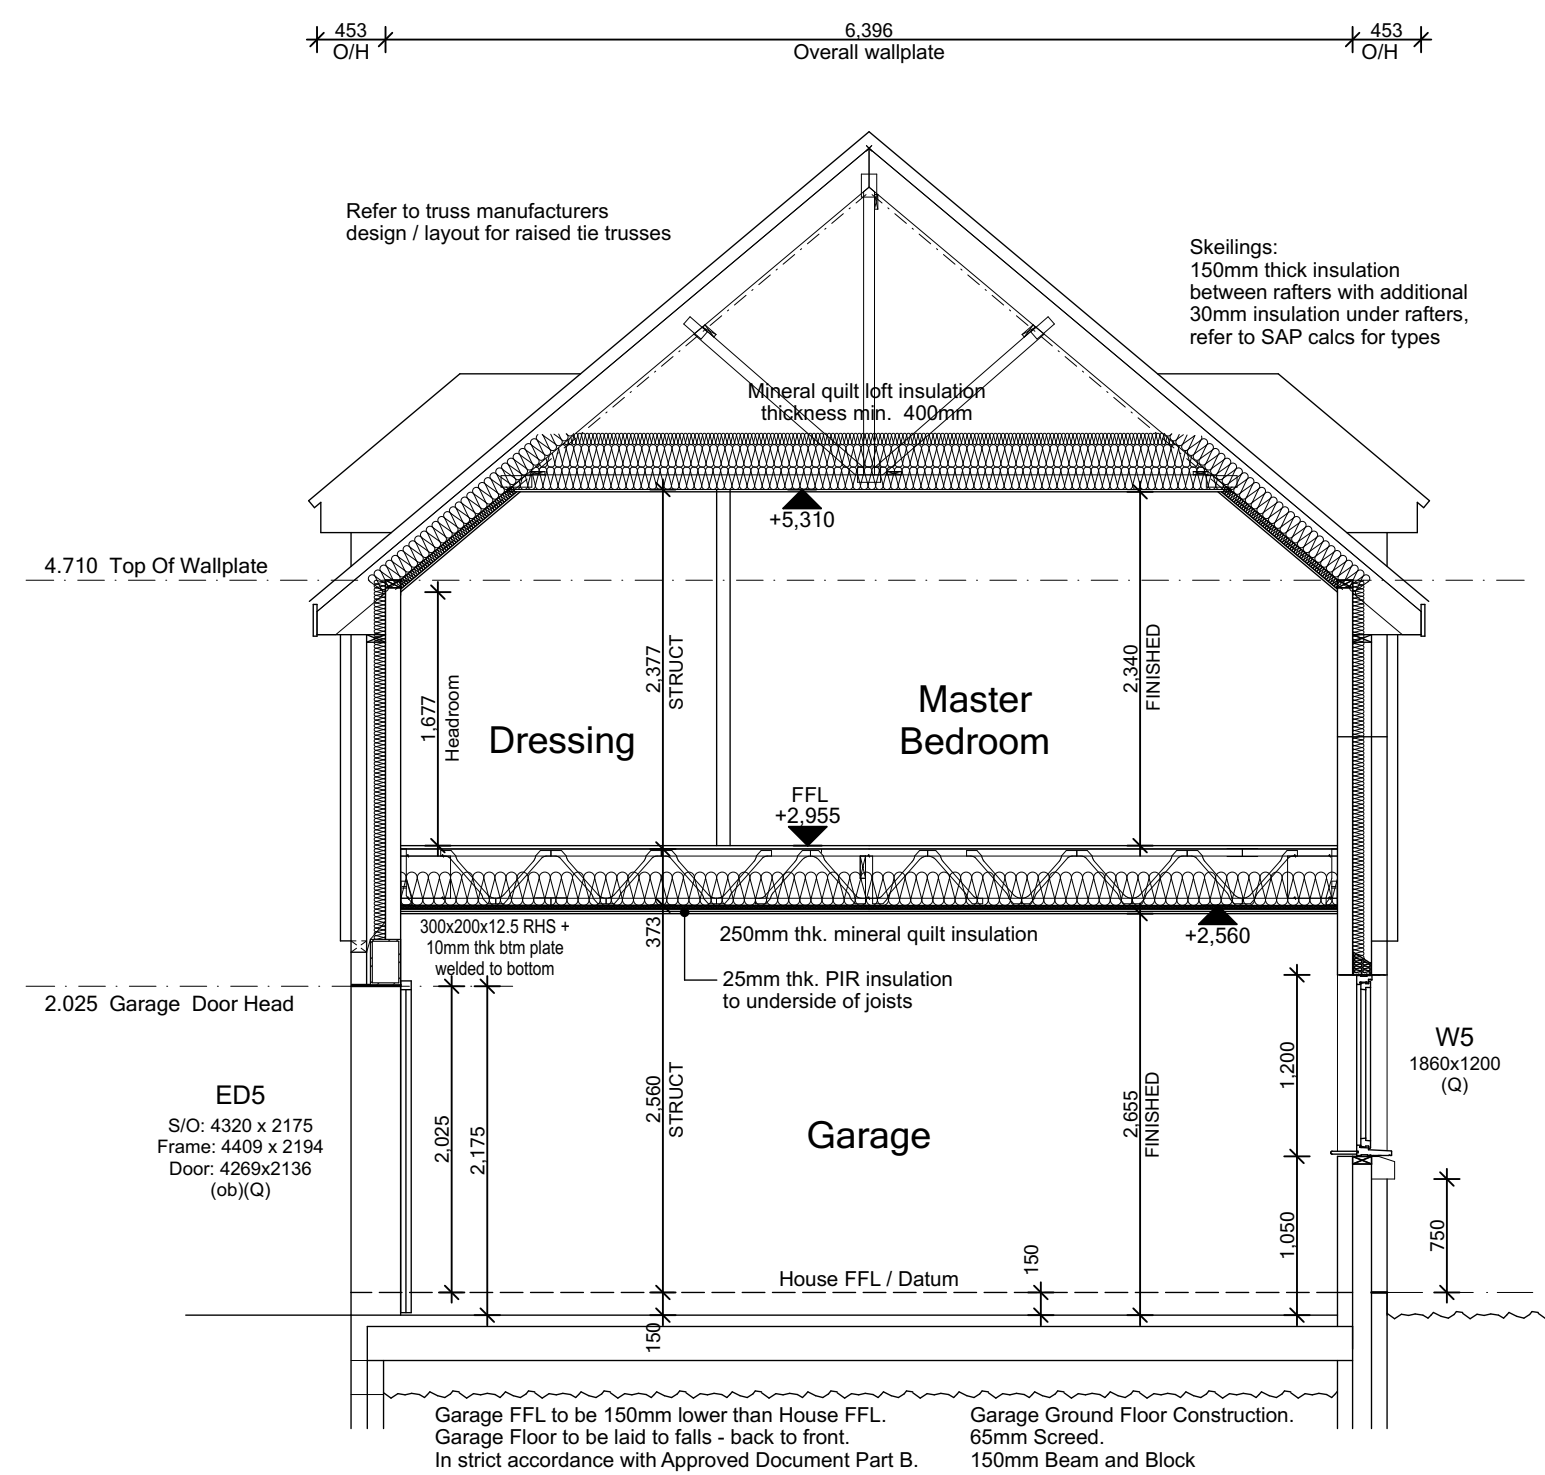 453
O/H
6,396
Overall wallplate
453
O/H
Refer to truss manufacturers
design / layout for raised tie trusses
Skeilings:
150mm thick insulation
between rafters with additional
30mm insulation under rafters,
refer to SAP calcs for types
Mineral quilt loft insulation
thickness min. 400mm
+5,310
4.710 Top Of Wallplate
1,677
Headroom
2,377
STRUCT
2,340
FINISHED
Dressing
Master
Bedroom
FFL
+2,955
300x200x12.5 RHS +
10mm thk btm plate
welded to bottom
373
250mm thk. mineral quilt insulation
+2,560
25mm thk. PIR insulation
to underside of joists
2.025 Garage Door Head
ED5
S/O: 4320 x 2175
Frame: 4409 x 2194
Door: 4269x2136
(ob)(Q)
2,025
2,175
2,560
STRUCT
Garage
2,655
FINISHED
1,200
W5
1860x1200
(Q)
1,050
750
150
House FFL / Datum
150
Garage FFL to be 150mm lower than House FFL.
Garage Floor to be laid to falls - back to front.
In strict accordance with Approved Document Part B.
Garage Ground Floor Construction.
65mm Screed.
150mm Beam and Block